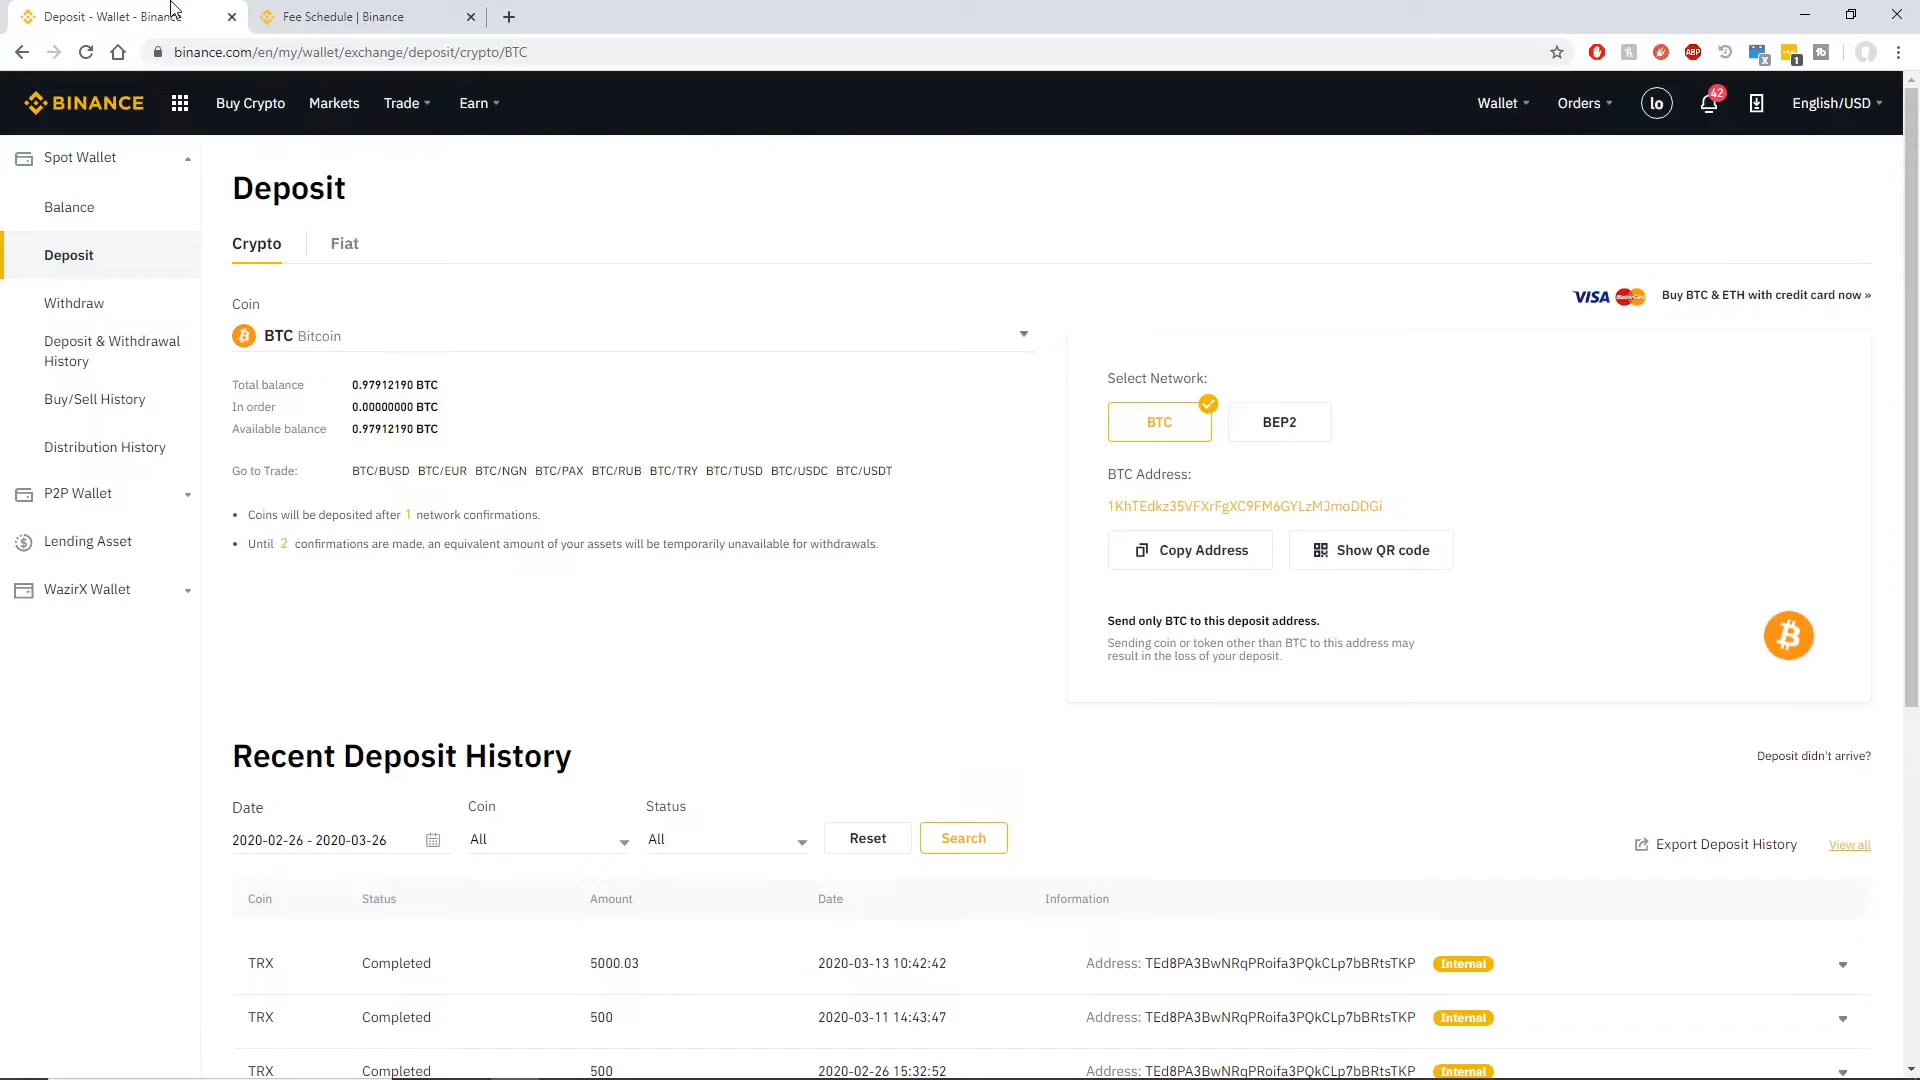 Deposit - Wallet - Binance
Fee Schedule | Binance
binance.com/en/my/wallet/exchange/deposit/crypto/BTC
ABP
X
1
BINANCE
Buy Crypto
Markets
Trade
Earn
Wallet
Orders
lo
42
English/USD
Spot Wallet
Balance
Deposit
Withdraw
Deposit & Withdrawal
History
Buy/Sell History
Distribution History
P2P Wallet
Lending Asset
WazirX Wallet
Deposit
Crypto
Fiat
VISA MasterCard Buy BTC & ETH with credit card now »
Coin
BTC Bitcoin
Total balance 0.97912190 BTC
In order 0.00000000 BTC
Available balance 0.97912190 BTC
Go to Trade: BTC/BUSD BTC/EUR BTC/NGN BTC/PAX BTC/RUB BTC/TRY BTC/TUSD BTC/USDC BTC/USDT
• Coins will be deposited after 1 network confirmations.
• Until 2 confirmations are made, an equivalent amount of your assets will be temporarily unavailable for withdrawals.
Select Network:
BTC
BEP2
BTC Address:
1KhTEdkz35VFXrFgXC9FM6GYLzMJmoDDGi
Copy Address
Show QR code
Send only BTC to this deposit address.
Sending coin or token other than BTC to this address may
result in the loss of your deposit.
Recent Deposit History
Deposit didn't arrive?
Date
Coin
Status
2020-02-26 - 2020-03-26
All
All
Reset
Search
Export Deposit History
View all
Coin Status Amount Date Information
TRX Completed 5000.03 2020-03-13 10:42:42 Address: TEd8PA3BwNRqPRoifa3PQkCLp7bBRtsTKP Internal
TRX Completed 500 2020-03-11 14:43:47 Address: TEd8PA3BwNRqPRoifa3PQkCLp7bBRtsTKP Internal
TRX Completed 500 2020-02-26 15:32:52 Address: TEd8PA3BwNRqPRoifa3PQkCLp7bBRtsTKP Internal